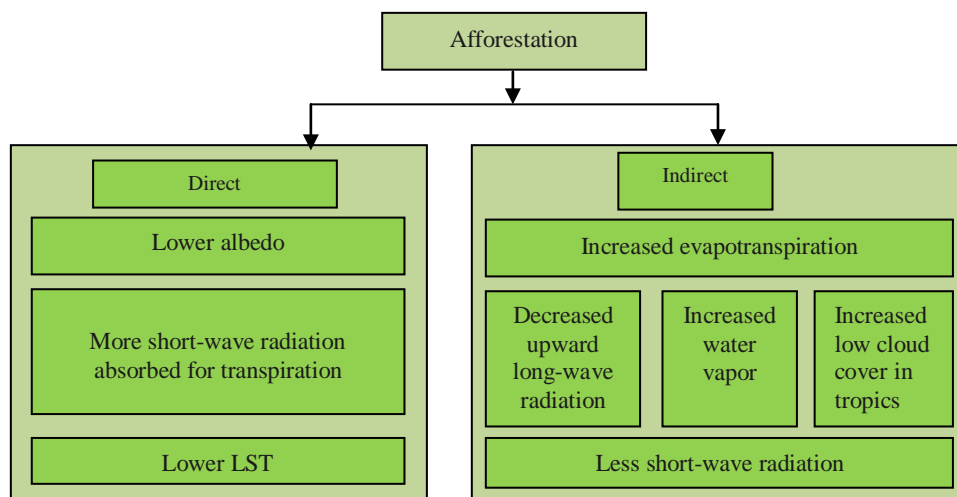 Afforestation
Direct
Lower albedo
More short-wave radiation
absorbed for transpiration
Lower LST
Indirect
Increased evapotranspiration
Decreased
upward
long-wave
radiation
Increased
water
vapor
Increased
low cloud
cover in
tropics
Less short-wave radiation